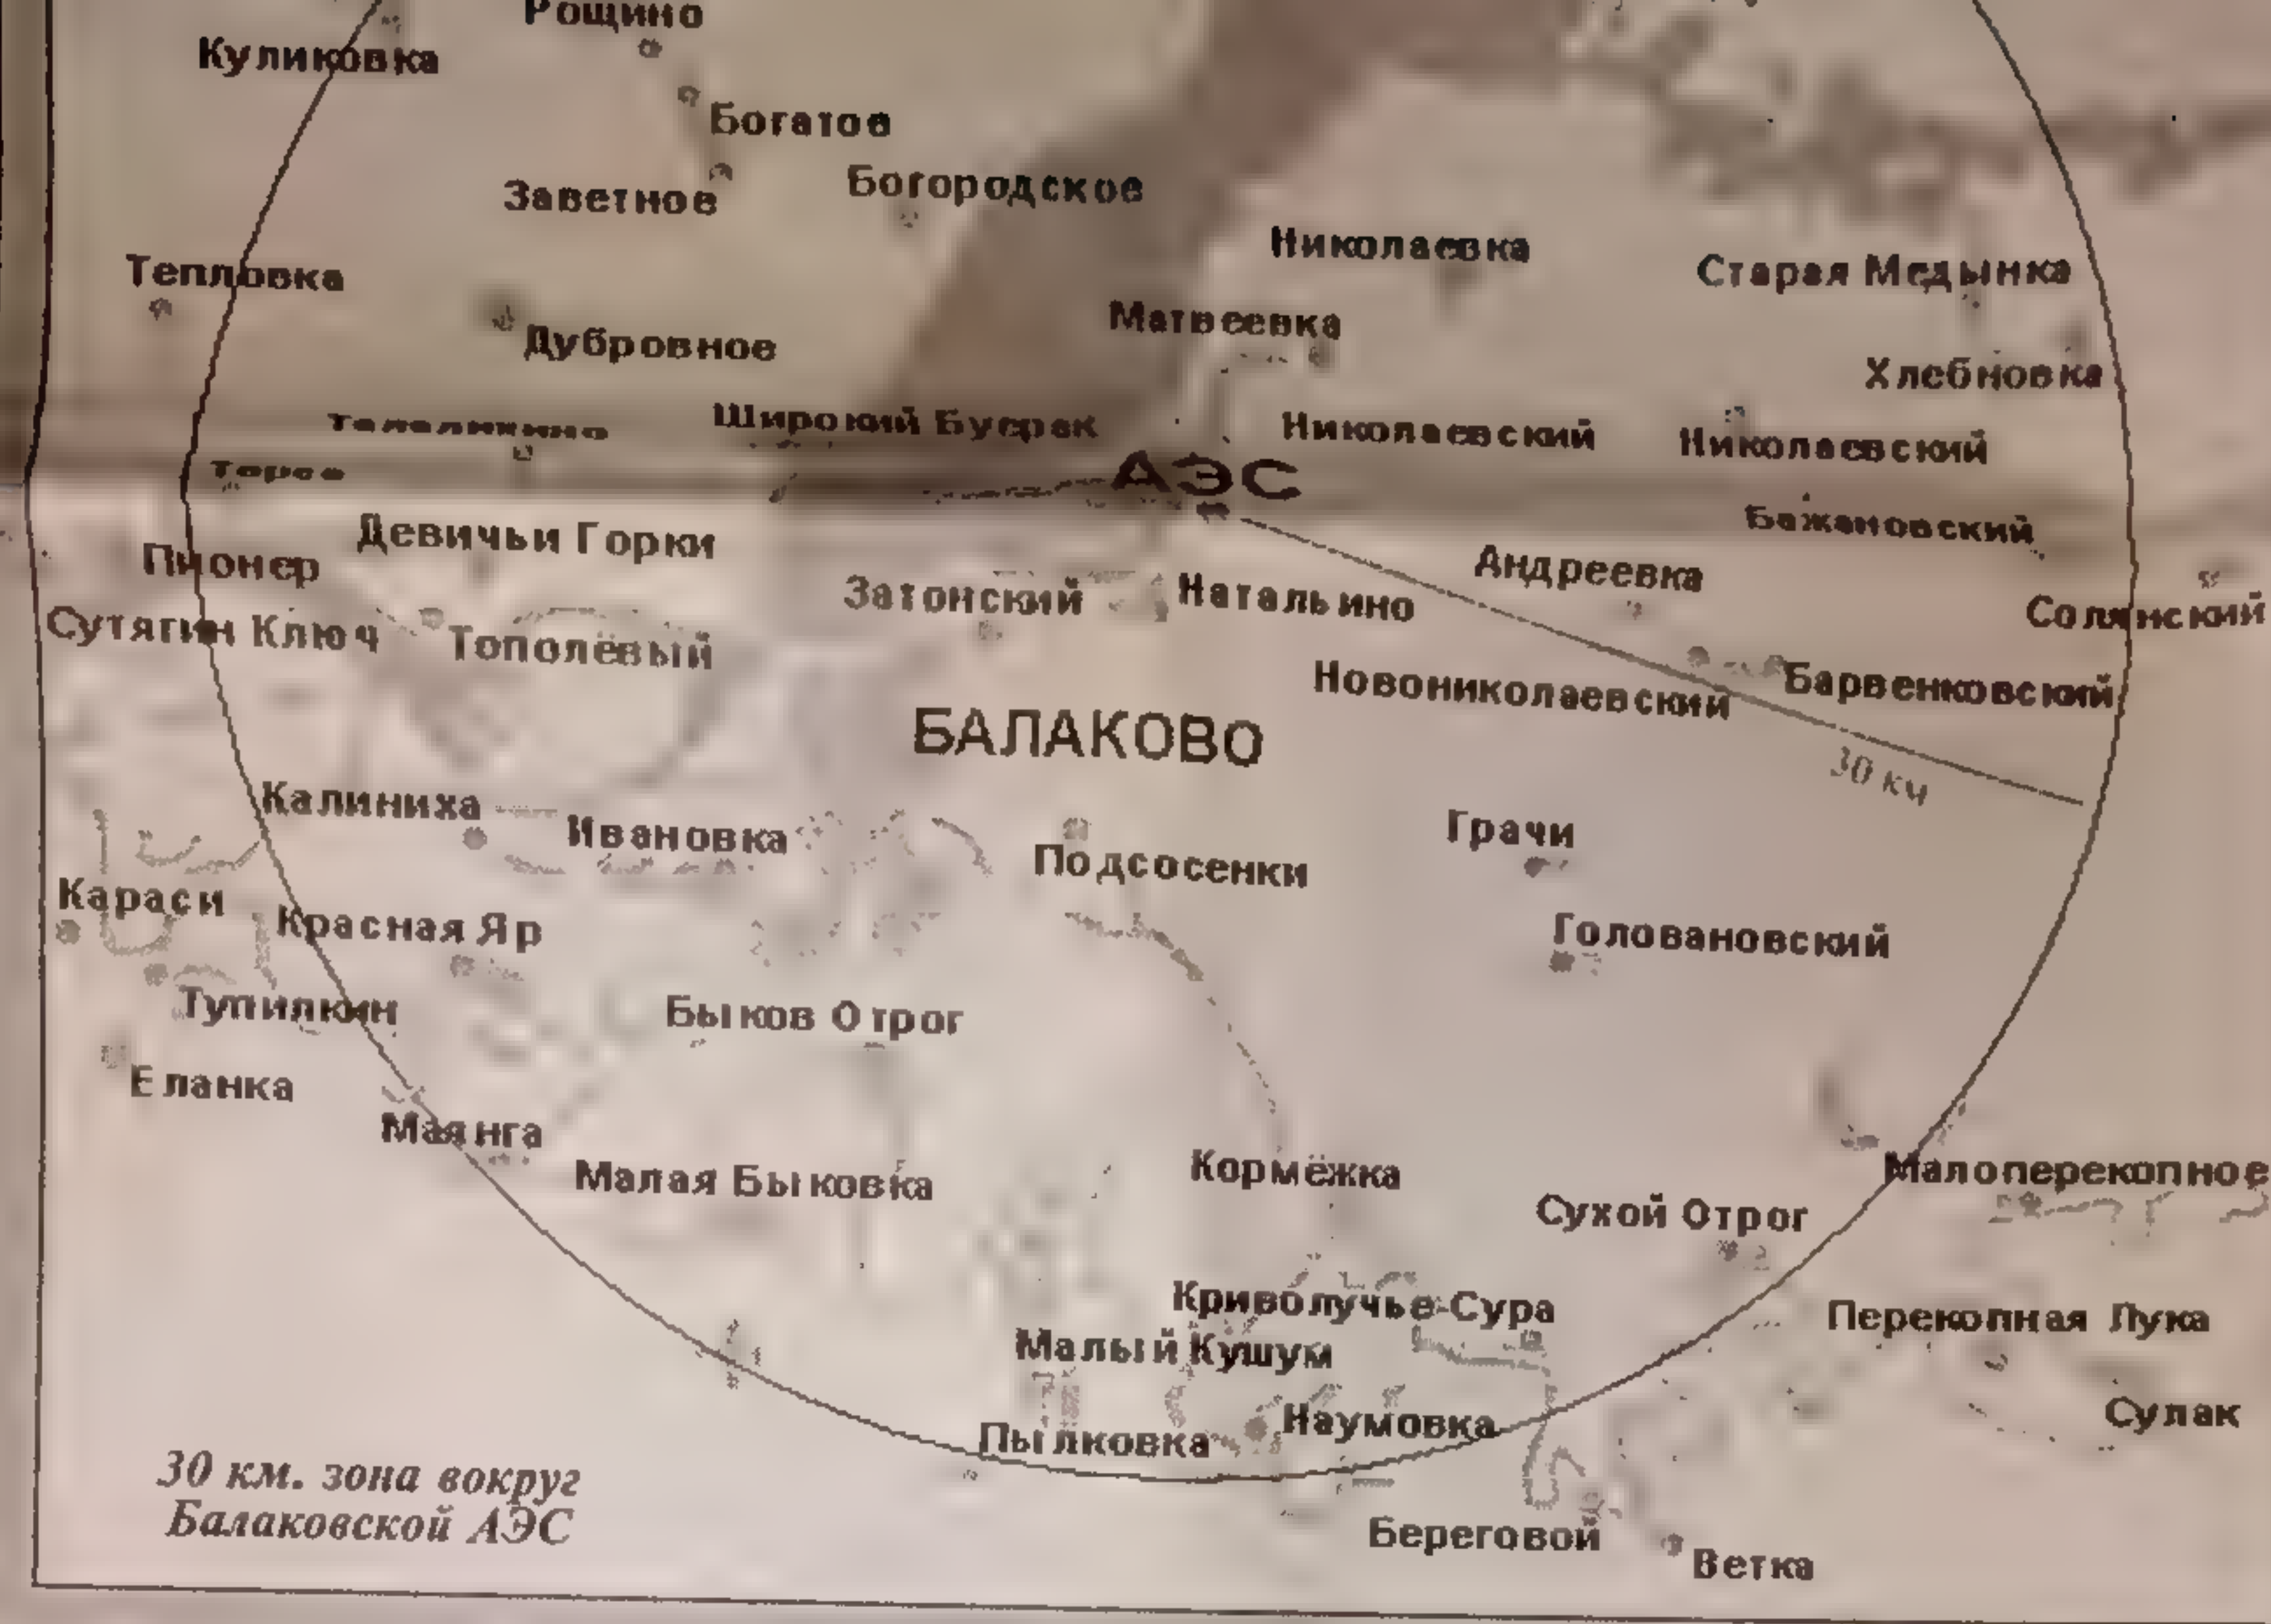 Рощино
Куликовка
Богатое
Заветное
Богородское
Николаевка
Тепловка
Старая Медынка
Матвеевка
Дубровное
Хлебновка
Талалихино
Широкий Буерак
Николаевский
Николаевский
Терса
АЭС
Девичьи Горки
Бажановский
Пионер
Андреевка
Затонский
Натальино
Солянский
Сутягин Ключ
Тополёвый
Новониколаевский
Барвенковский
БАЛАКОВО
30 км
Калиниха
Ивановка
Грачи
Подсосенки
Караси
Красная Яр
Головановский
Тупилкин
Быков Отрог
Еланка
Маянга
Малая Быковка
Кормёжка
Малоперекопное
Сухой Отрог
Криволучье-Сура
Перекопная Лука
Малый Кушум
Сулак
Наумовка
Пылковка
30 км. зона вокруг
Балаковской АЭС
Береговой
Ветка